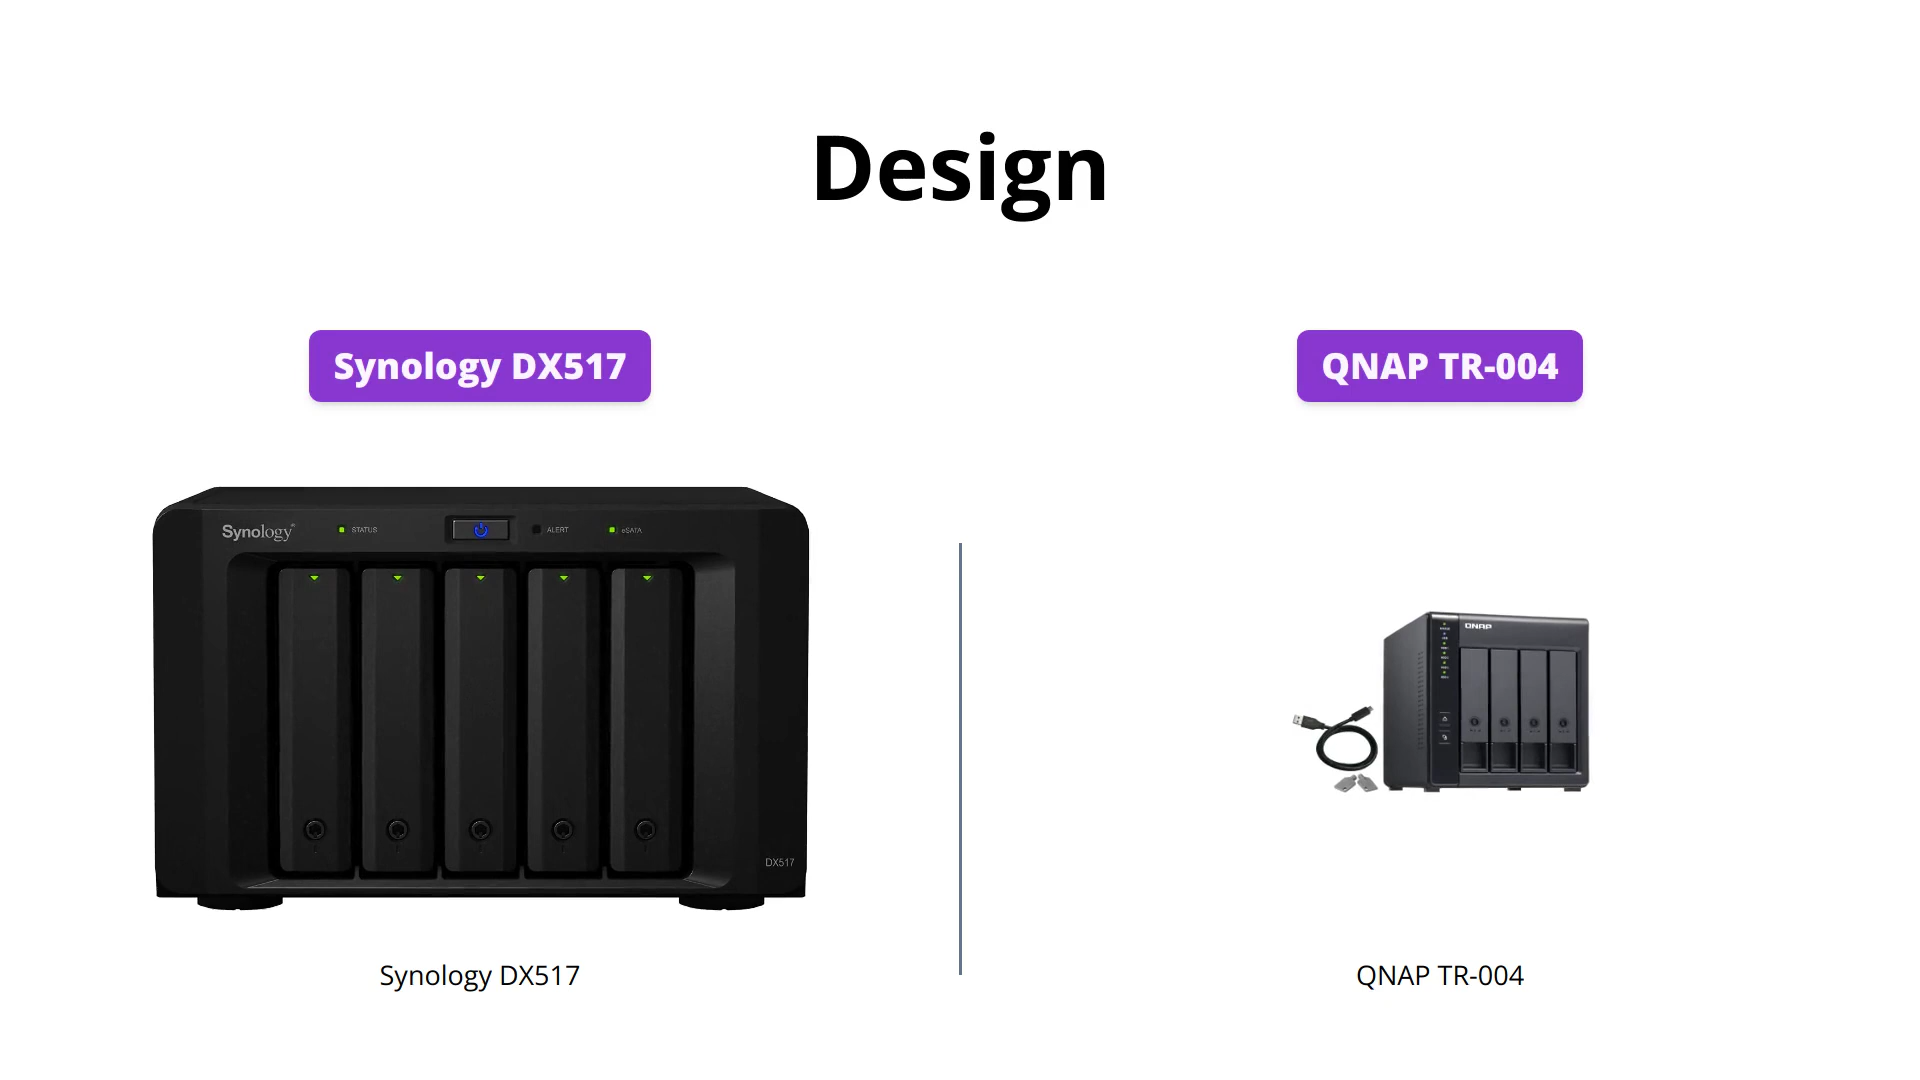 Design
Synology DX517
QNAP TR-004
Synology
STATUS
ALERT
eSATA
DX517
QNAP
Synology DX517
QNAP TR-004